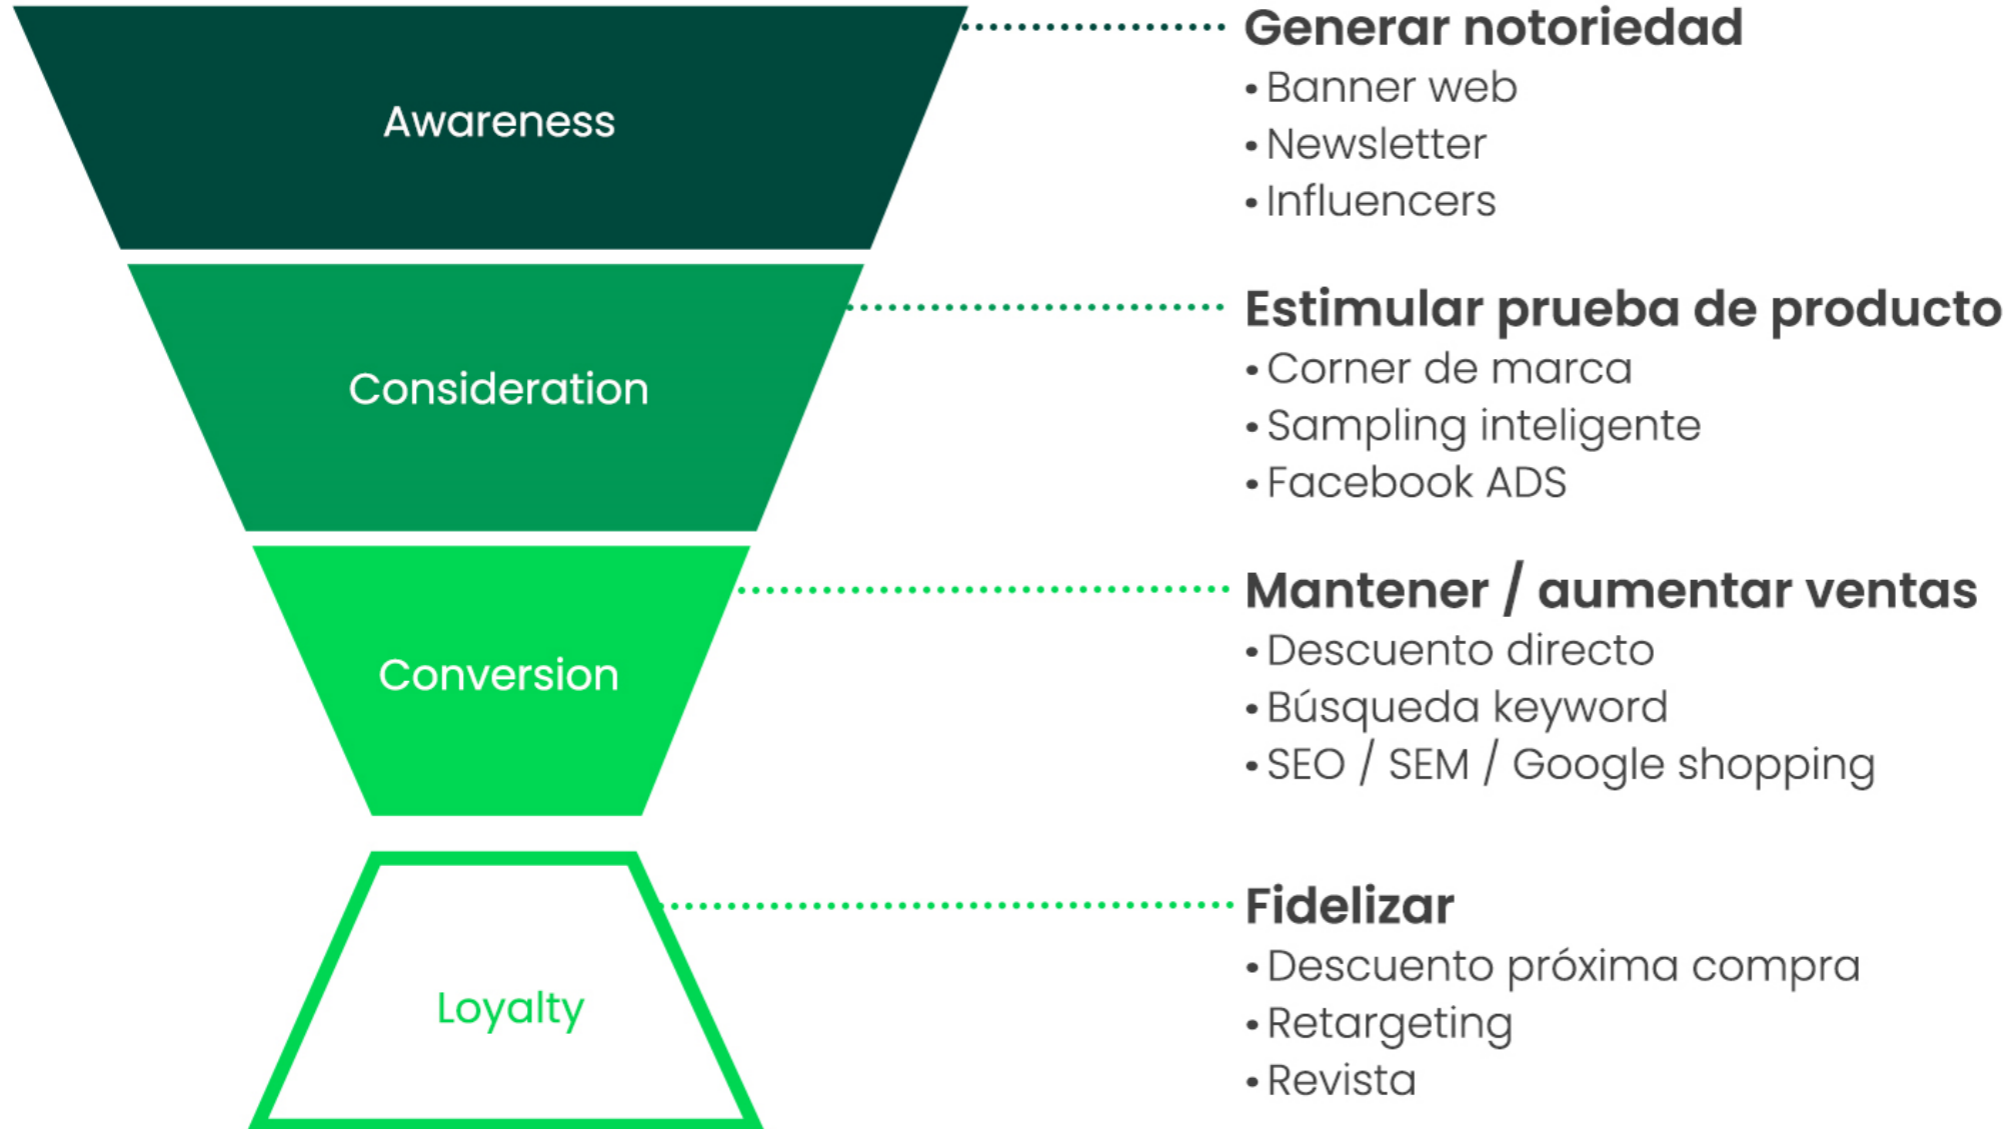 Awareness
Generar notoriedad
• Banner web
• Newsletter
• Influencers
Consideration
Estimular prueba de producto
• Corner de marca
• Sampling inteligente
• Facebook ADS
Conversion
Mantener / aumentar ventas
• Descuento directo
• Búsqueda keyword
• SEO / SEM / Google shopping
Loyalty
Fidelizar
• Descuento próxima compra
• Retargeting
• Revista